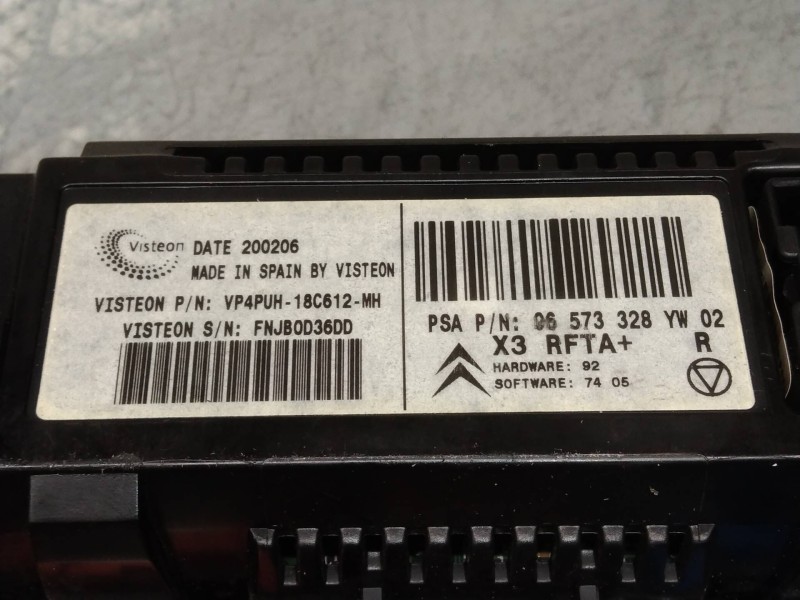 Visteon
DATE 200206
MADE IN SPAIN BY VISTEON
VISTEON P/N: VP4PUH-18C612-MH
VISTEON S/N: FNJB0D36DD
PSA P/N: 96 573 328 YW 02
X3 RFTA+ R
HARDWARE: 92
SOFTWARE: 74 05